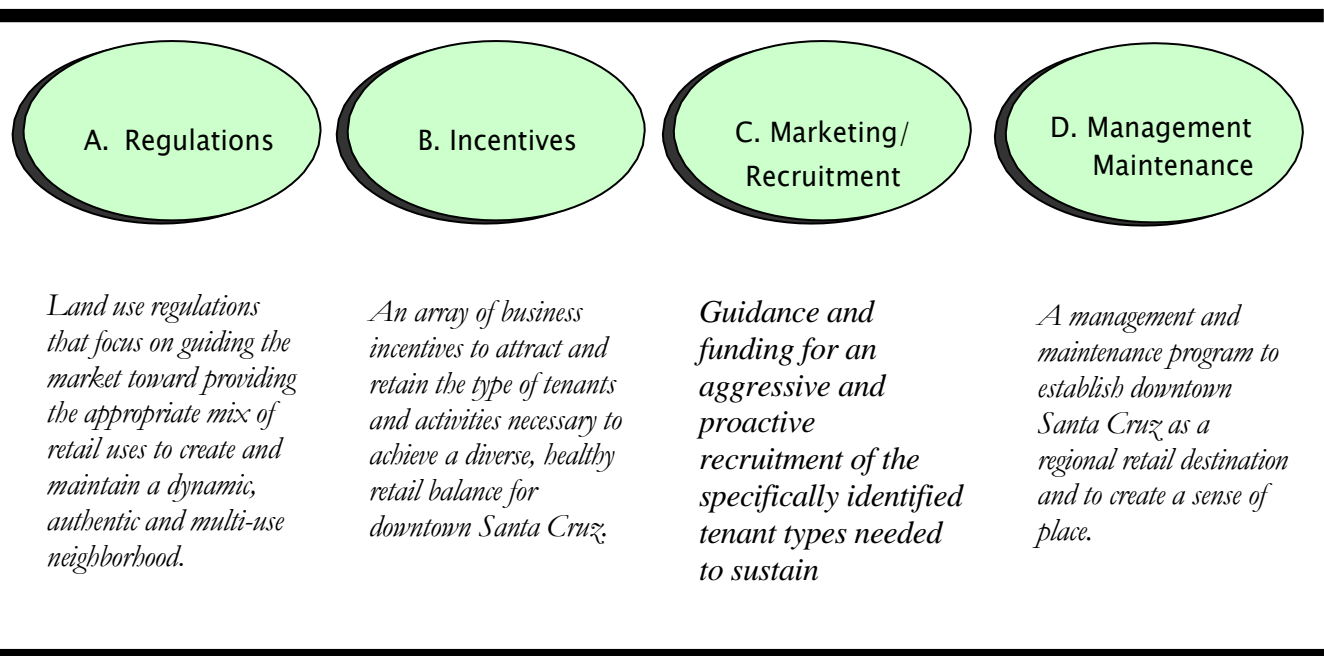 A. Regulations
B. Incentives
C. Marketing/
Recruitment
D. Management
Maintenance
Land use regulations
that focus on guiding the
market toward providing
the appropriate mix of
retail uses to create and
maintain a dynamic,
authentic and multi-use
neighborhood.
An array of business
incentives to attract and
retain the type of tenants
and activities necessary to
achieve a diverse, healthy
retail balance for
downtown Santa Cruz.
Guidance and
funding for an
aggressive and
proactive
recruitment of the
specifically identified
tenant types needed
to sustain
A management and
maintenance program to
establish downtown
Santa Cruz as a
regional retail destination
and to create a sense of
place.